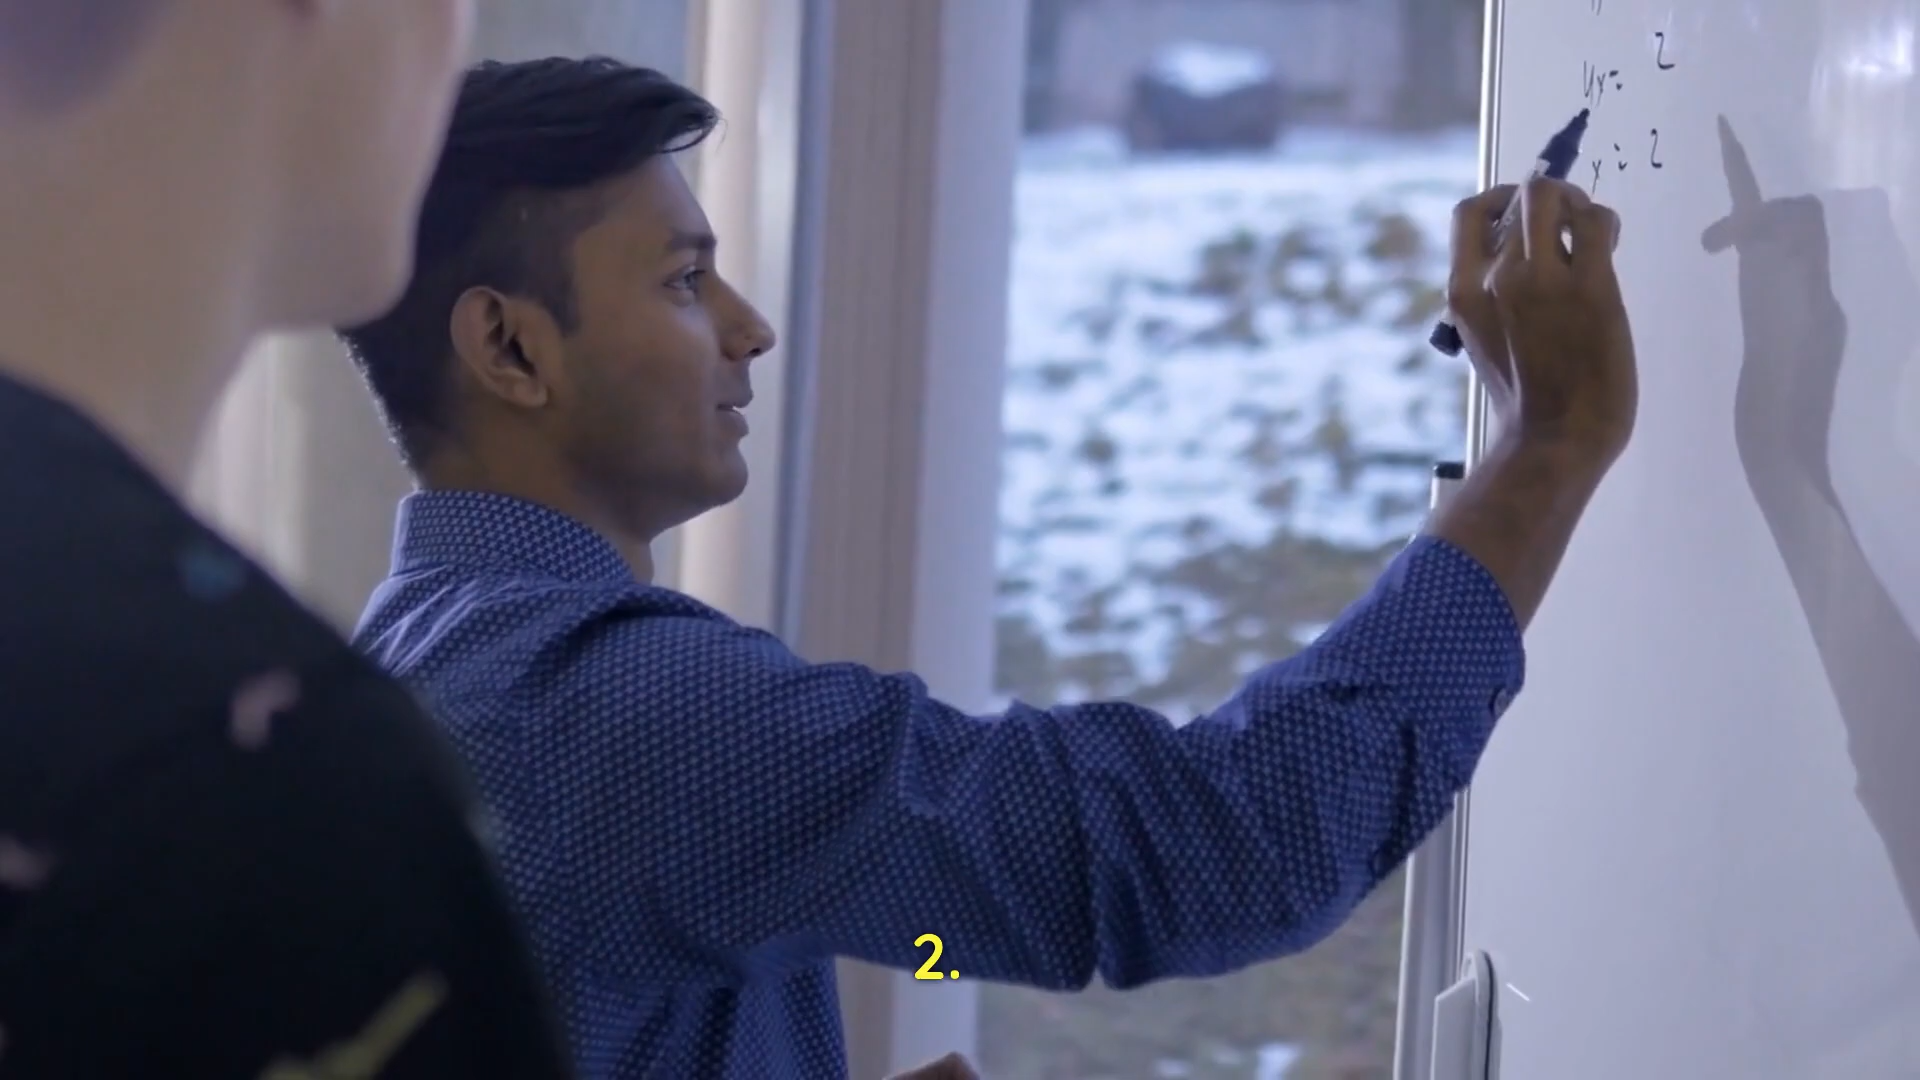 4x= 2
x = 2
2.